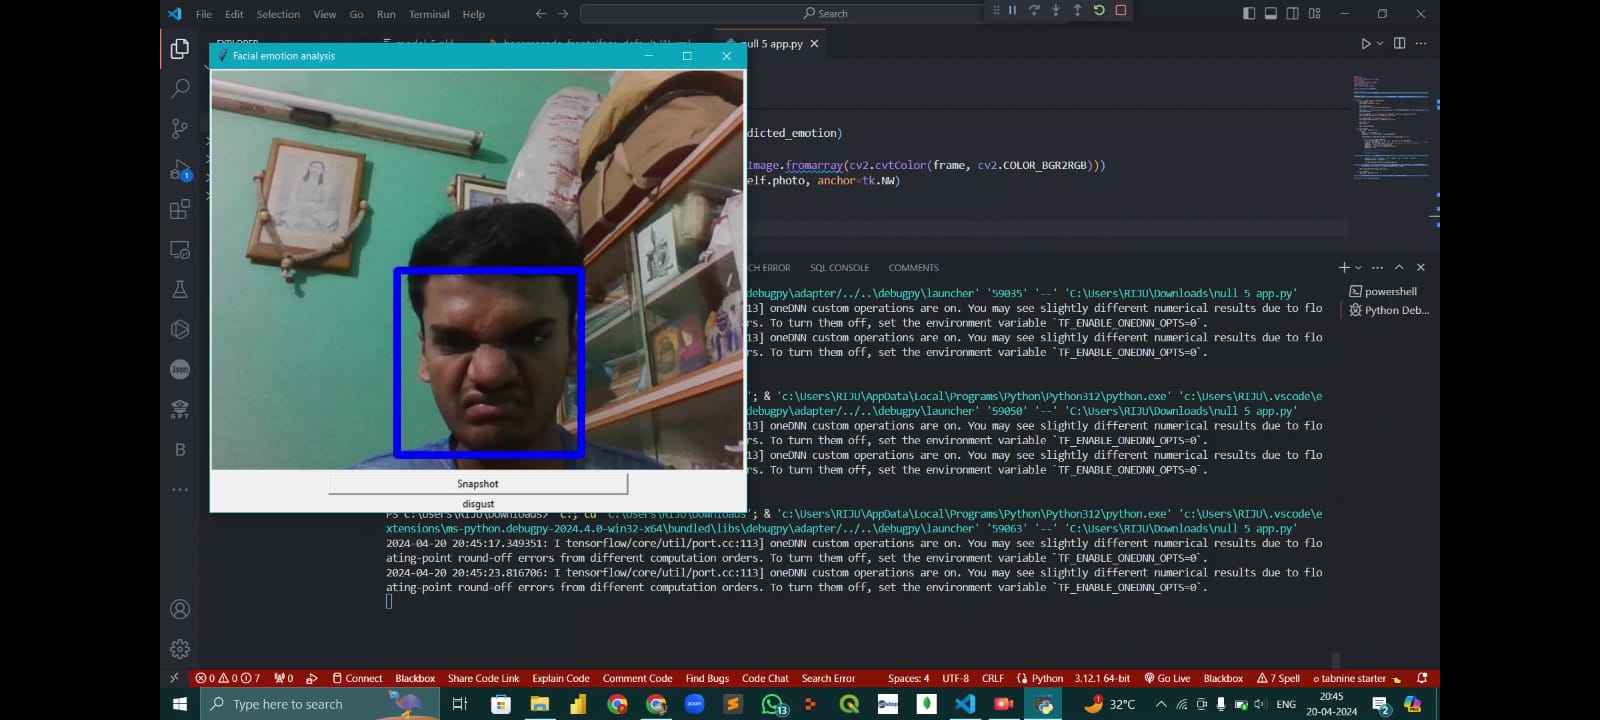 File Edit Selection View Go Run Terminal Help
Search
null 5 app.py
Facial emotion analysis
dicted_emotion)
Image.fromarray(cv2.cvtColor(frame, cv2.COLOR_BGR2RGB)))
elf.photo, anchor=tk.NW)
CH ERROR SQL CONSOLE COMMENTS
powershell
Python Deb...
debugpy\adapter/../..\debugpy\launcher' '59035' '--' 'C:\Users\RIJU\Downloads\null 5 app.py'
13] oneDNN custom operations are on. You may see slightly different numerical results due to flo
rs. To turn them off, set the environment variable `TF_ENABLE_ONEDNN_OPTS=0`.
13] oneDNN custom operations are on. You may see slightly different numerical results due to flo
rs. To turn them off, set the environment variable `TF_ENABLE_ONEDNN_OPTS=0`.
'; & 'c:\Users\RIJU\AppData\Local\Programs\Python\Python312\python.exe' 'c:\Users\RIJU\.vscode\e
debugpy\adapter/../..\debugpy\launcher' '59050' '--' 'C:\Users\RIJU\Downloads\null 5 app.py'
13] oneDNN custom operations are on. You may see slightly different numerical results due to flo
rs. To turn them off, set the environment variable `TF_ENABLE_ONEDNN_OPTS=0`.
13] oneDNN custom operations are on. You may see slightly different numerical results due to flo
rs. To turn them off, set the environment variable `TF_ENABLE_ONEDNN_OPTS=0`.
Snapshot
disgust
PS C:\Users\RIJU\Downloads> c:; cd 'c:\Users\RIJU\Downloads'; & 'c:\Users\RIJU\AppData\Local\Programs\Python\Python312\python.exe' 'c:\Users\RIJU\.vscode\e
xtensions\ms-python.debugpy-2024.4.0-win32-x64\bundled\libs\debugpy\adapter/../..\debugpy\launcher' '59063' '--' 'C:\Users\RIJU\Downloads\null 5 app.py'
2024-04-20 20:45:17.349351: I tensorflow/core/util/port.cc:113] oneDNN custom operations are on. You may see slightly different numerical results due to flo
ating-point round-off errors from different computation orders. To turn them off, set the environment variable `TF_ENABLE_ONEDNN_OPTS=0`.
2024-04-20 20:45:23.816706: I tensorflow/core/util/port.cc:113] oneDNN custom operations are on. You may see slightly different numerical results due to flo
ating-point round-off errors from different computation orders. To turn them off, set the environment variable `TF_ENABLE_ONEDNN_OPTS=0`.
1
Json
GPT
B
0 0 7 0 Connect Blackbox Share Code Link Explain Code Comment Code Find Bugs Code Chat Search Error Spaces: 4 UTF-8 CRLF Python 3.12.1 64-bit Go Live Blackbox 7 Spell tabnine starter
Type here to search zoom 13 32°C ENG 20:45
20-04-2024 2